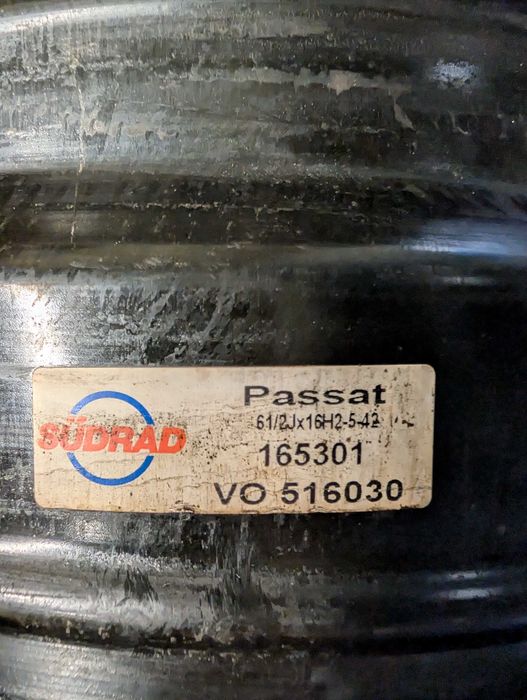 SÜDRAD
Passat
61/2Jx16H2-5-42
165301
VO 516030